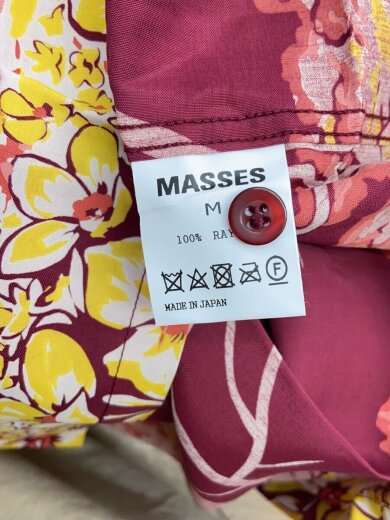 MASSES
M
100% RAY
F
MADE IN JAPAN